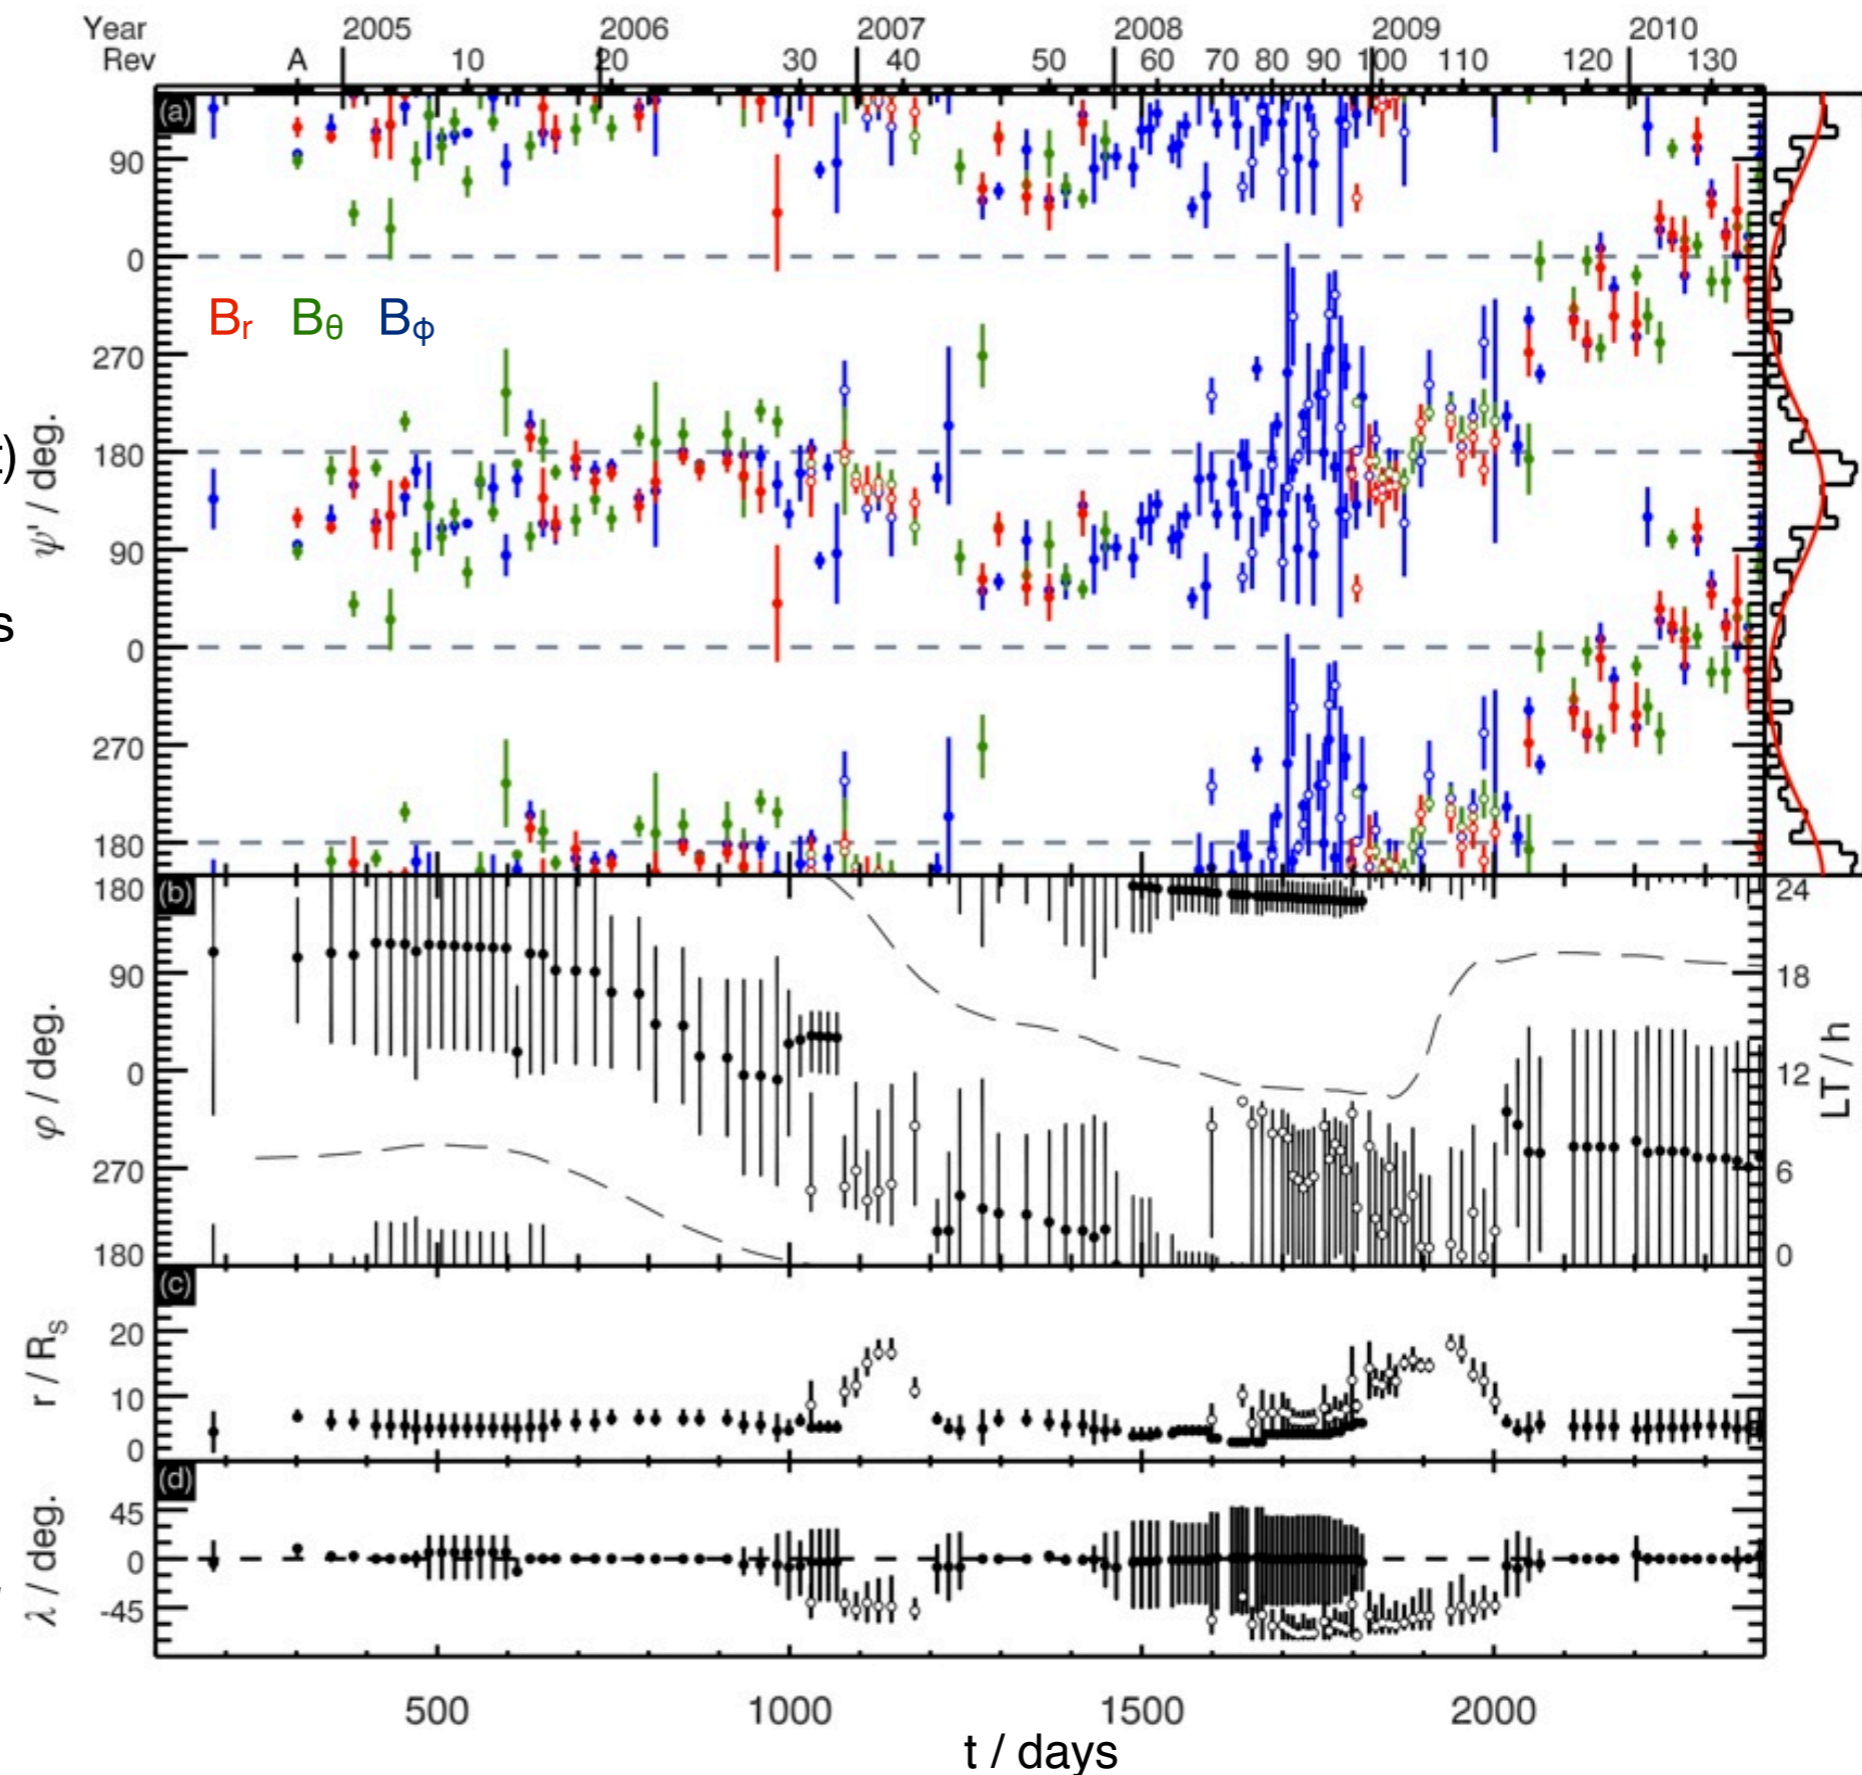 Year 2005 2006 2007 2008 2009 2010
Rev A 10 20 30 40 50 60 70 80 90 100 110 120 130
(a)
90
0
Br Bθ Bϕ
270
180
90
0
270
180
ψ' / deg.
t)
s
(b)
180
90
0
270
180
φ / deg.
24
18
12
6
0
LT / h
(c)
20
10
0
r / RS
(d)
45
0
-45
λ / deg.
500 1000 1500 2000
t / days